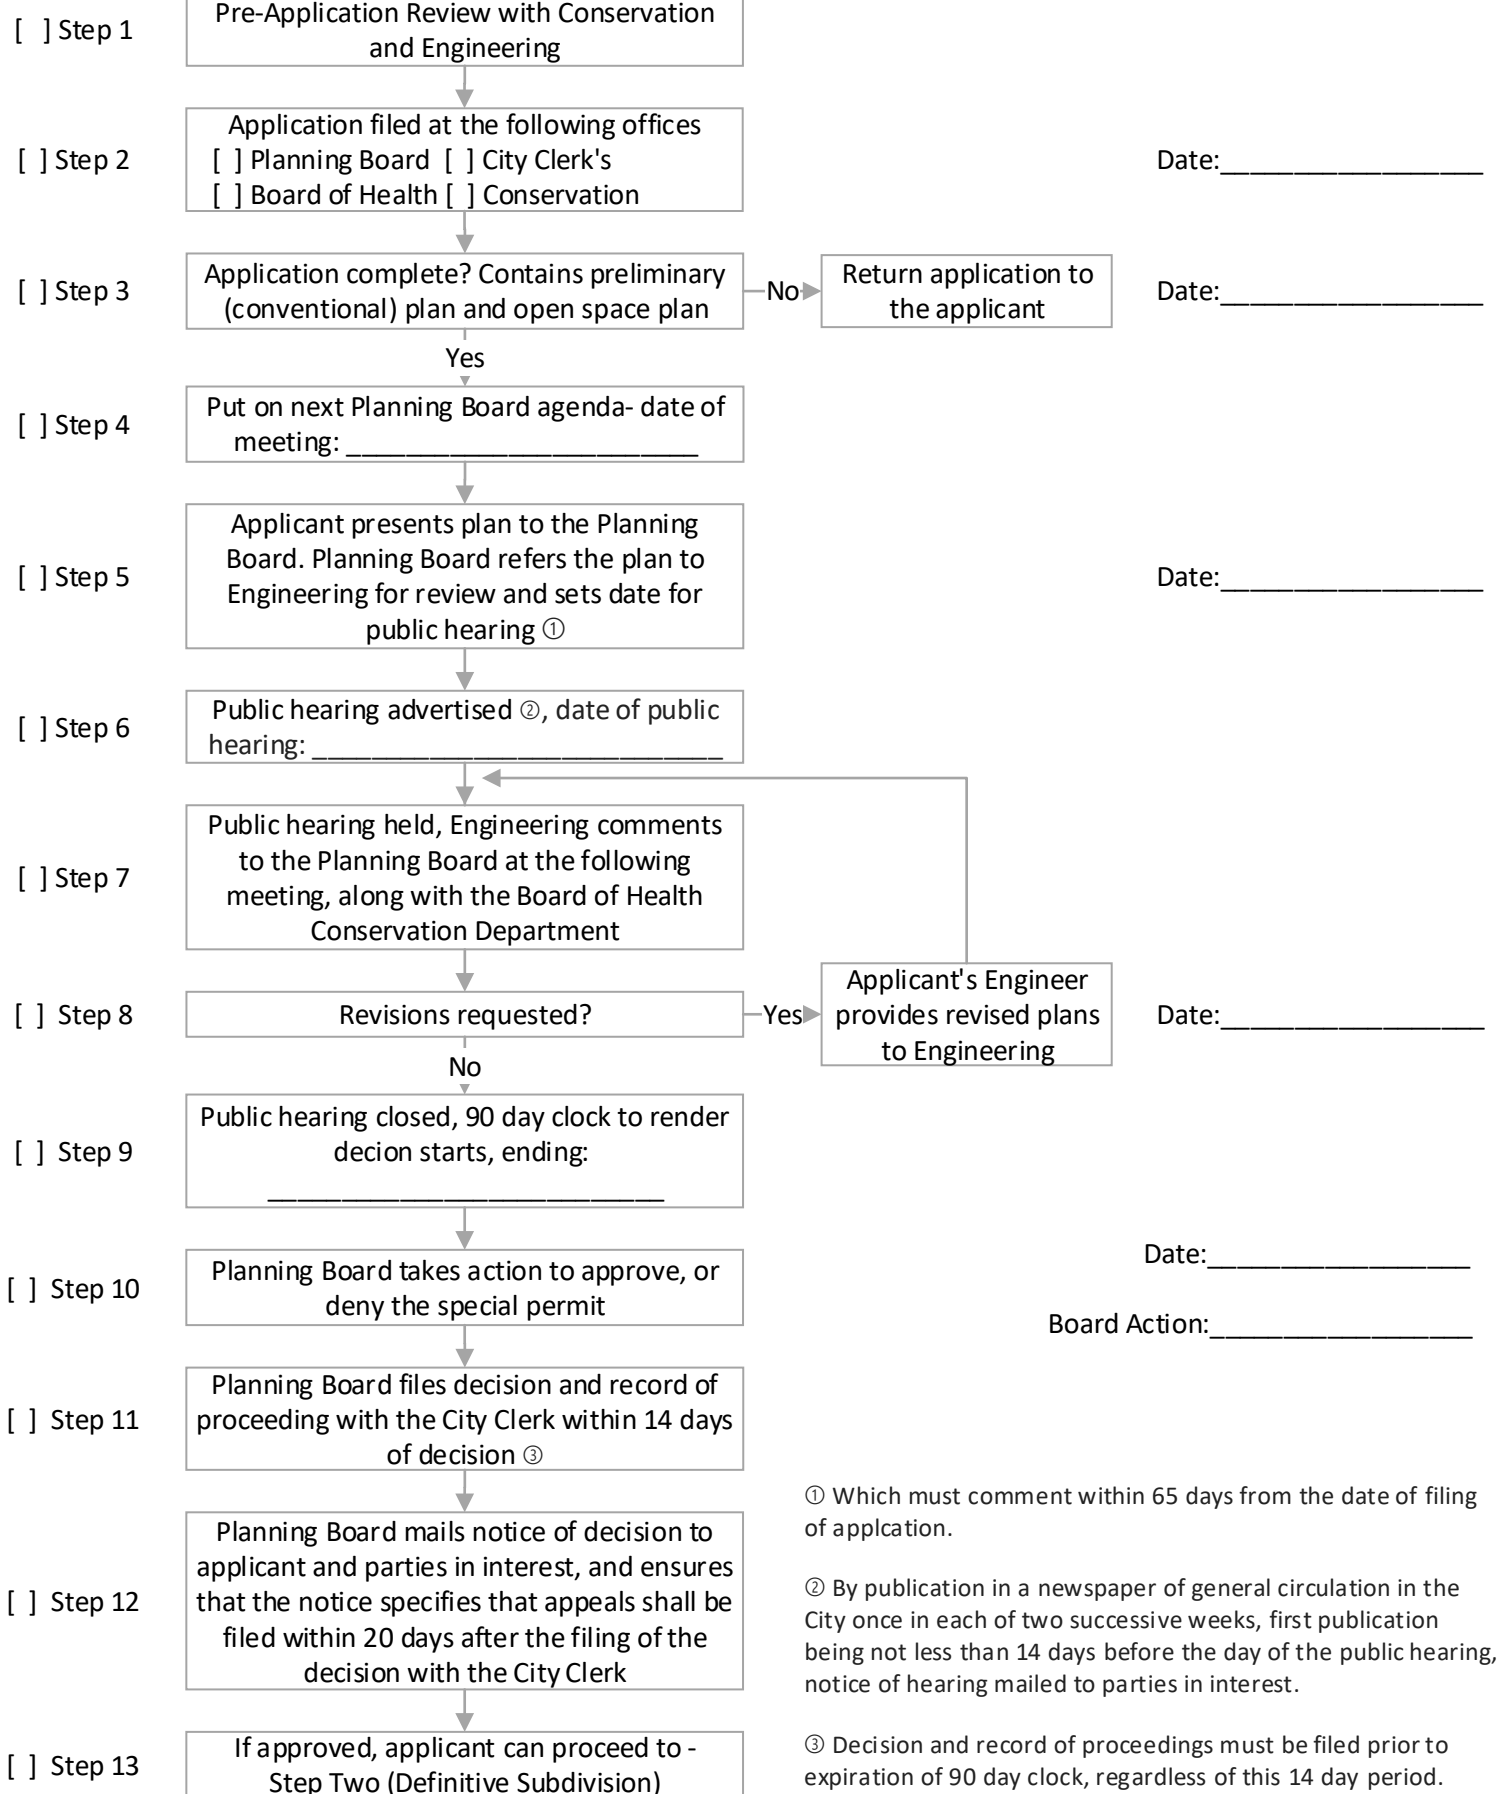 [ ] Step 1
Pre-Application Review with Conservation
and Engineering
[ ] Step 2
Application filed at the following offices
[ ] Planning Board [ ] City Clerk's
[ ] Board of Health [ ] Conservation
Date:__________________
[ ] Step 3
Application complete? Contains preliminary
(conventional) plan and open space plan
No
Return application to
the applicant
Date:__________________
Yes
[ ] Step 4
Put on next Planning Board agenda- date of
meeting: ________________________
[ ] Step 5
Applicant presents plan to the Planning
Board. Planning Board refers the plan to
Engineering for review and sets date for
public hearing ①
Date:__________________
[ ] Step 6
Public hearing advertised ②, date of public
hearing: ____________________________
[ ] Step 7
Public hearing held, Engineering comments
to the Planning Board at the following
meeting, along with the Board of Health
Conservation Department
[ ] Step 8
Revisions requested?
Yes
Applicant's Engineer
provides revised plans
to Engineering
Date:__________________
No
[ ] Step 9
Public hearing closed, 90 day clock to render
decion starts, ending:
___________________________
[ ] Step 10
Planning Board takes action to approve, or
deny the special permit
Date:__________________
Board Action:__________________
[ ] Step 11
Planning Board files decision and record of
proceeding with the City Clerk within 14 days
of decision ③
[ ] Step 12
Planning Board mails notice of decision to
applicant and parties in interest, and ensures
that the notice specifies that appeals shall be
filed within 20 days after the filing of the
decision with the City Clerk
[ ] Step 13
If approved, applicant can proceed to -
Step Two (Definitive Subdivision)
① Which must comment within 65 days from the date of filing
of applcation.
② By publication in a newspaper of general circulation in the
City once in each of two successive weeks, first publication
being not less than 14 days before the day of the public hearing,
notice of hearing mailed to parties in interest.
③ Decision and record of proceedings must be filed prior to
expiration of 90 day clock, regardless of this 14 day period.